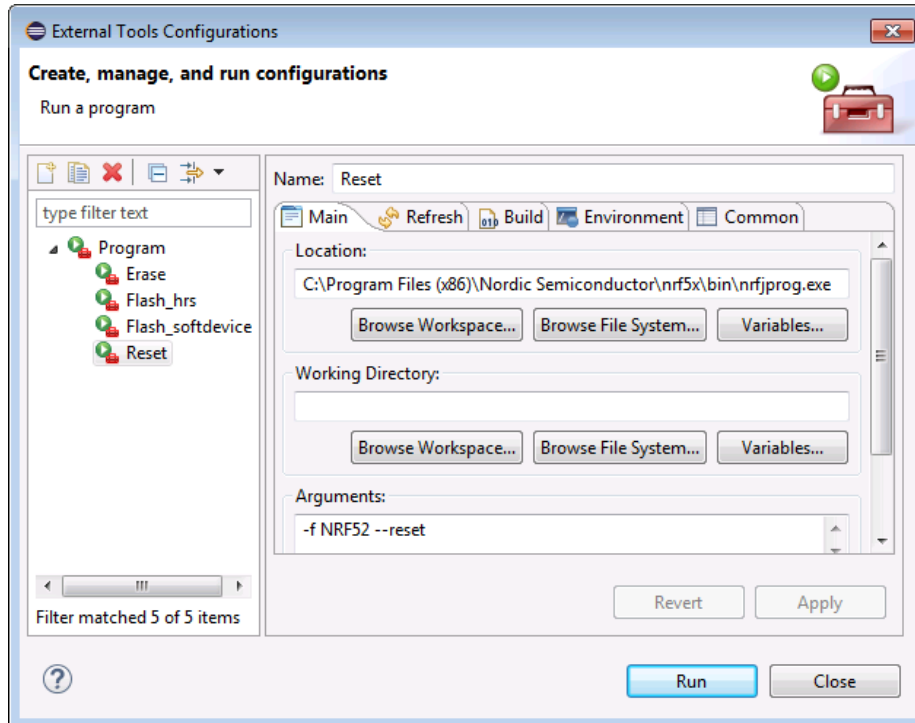 External Tools Configurations
Create, manage, and run configurations
Run a program
type filter text
Program
Erase
Flash_hrs
Flash_softdevice
Reset
Filter matched 5 of 5 items
Name: Reset
Main Refresh 010 Build Environment Common
Location:
C:\Program Files (x86)\Nordic Semiconductor\nrf5x\bin\nrfjprog.exe
Browse Workspace... Browse File System... Variables...
Working Directory:
Browse Workspace... Browse File System... Variables...
Arguments:
-f NRF52 --reset
Revert Apply
? Run Close